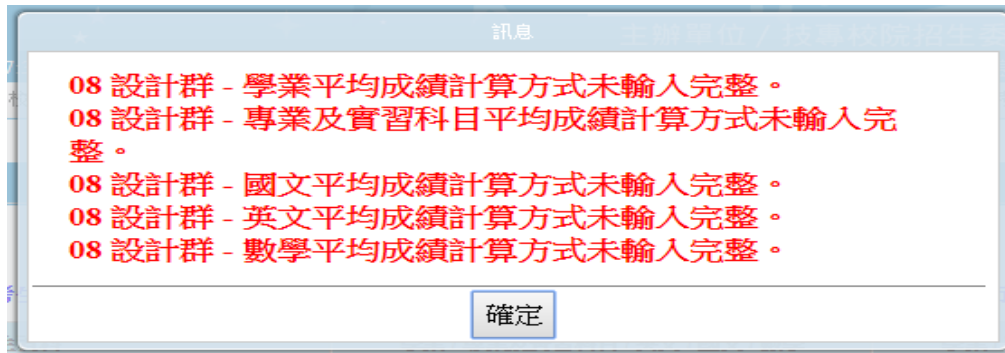 訊息
08 設計群 - 學業平均成績計算方式未輸入完整。
08 設計群 - 專業及實習科目平均成績計算方式未輸入完
整。
08 設計群 - 國文平均成績計算方式未輸入完整。
08 設計群 - 英文平均成績計算方式未輸入完整。
08 設計群 - 數學平均成績計算方式未輸入完整。
確定